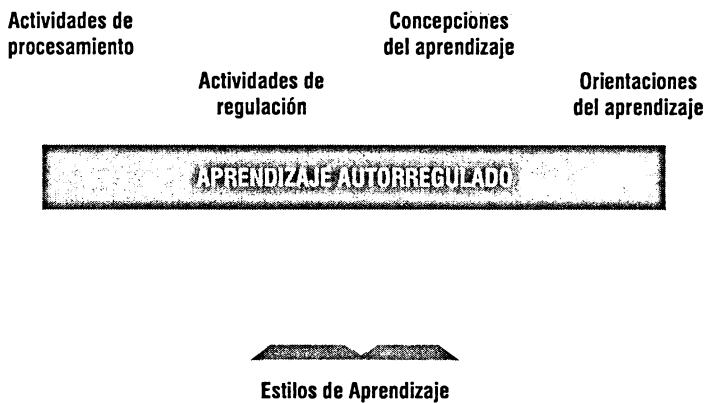 Actividades de
procesamiento
Concepciones
del aprendizaje
Actividades de
regulación
Orientaciones
del aprendizaje
APRENDIZAJE AUTORREGULADO
Estilos de Aprendizaje